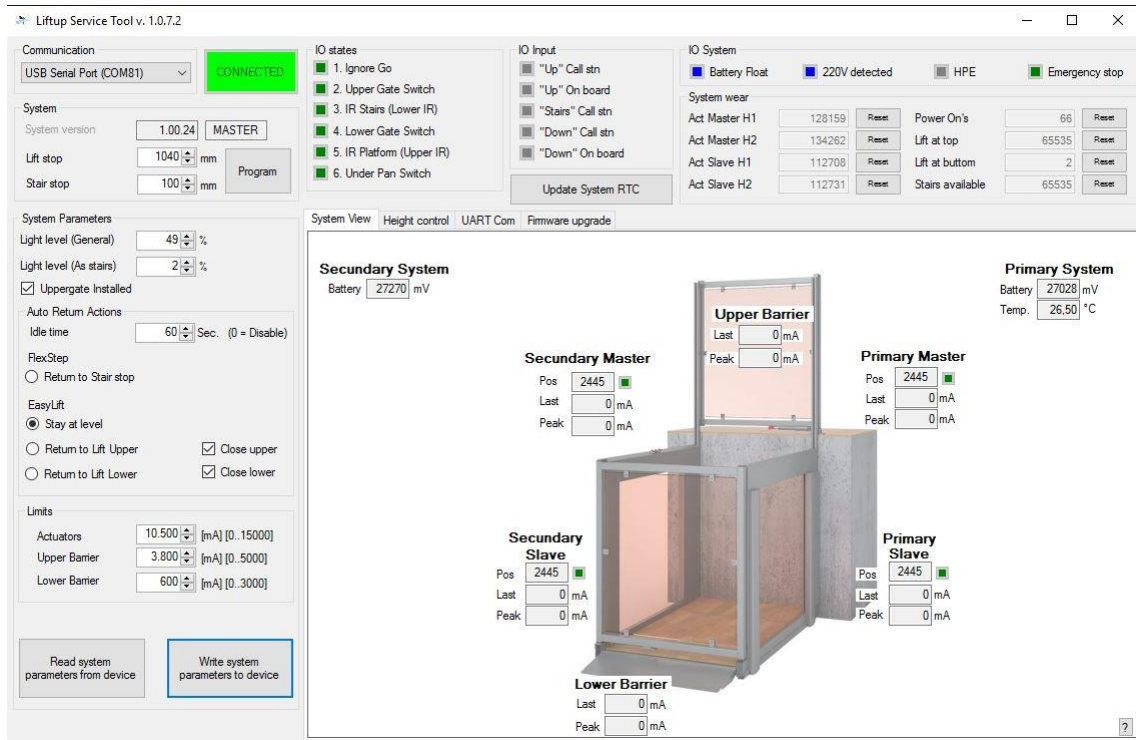 Liftup Service Tool v. 1.0.7.2
Communication
USB Serial Port (COM81)
CONNECTED
System
System version 1.00.24 MASTER
Lift stop 1040 mm
Stair stop 100 mm
Program
IO states
1. Ignore Go
2. Upper Gate Switch
3. IR Stairs (Lower IR)
4. Lower Gate Switch
5. IR Platform (Upper IR)
6. Under Pan Switch
IO Input
"Up" Call stn
"Up" On board
"Stairs" Call stn
"Down" Call stn
"Down" On board
Update System RTC
IO System
Battery Float 220V detected HPE Emergency stop
System wear
Act Master H1 128159 Reset Power On's 66 Reset
Act Master H2 134262 Reset Lift at top 65535 Reset
Act Slave H1 112708 Reset Lift at buttom 2 Reset
Act Slave H2 112731 Reset Stairs available 65535 Reset
System Parameters
Light level (General) 49 %
Light level (As stairs) 2 %
Uppergate Installed
Auto Return Actions
Idle time 60 Sec. (0 = Disable)
FlexStep
Return to Stair stop
EasyLift
Stay at level
Return to Lift Upper Close upper
Return to Lift Lower Close lower
Limits
Actuators 10.500 [mA] [0..15000]
Upper Barrier 3.800 [mA] [0..5000]
Lower Barrier 600 [mA] [0..3000]
Read system parameters from device
Write system parameters to device
System View Height control UART Com Firmware upgrade
Secundary System
Battery 27270 mV
Primary System
Battery 27028 mV
Temp. 26,50 °C
Upper Barrier
Last 0 mA
Peak 0 mA
Secundary Master
Pos 2445
Last 0 mA
Peak 0 mA
Primary Master
Pos 2445
Last 0 mA
Peak 0 mA
Secundary
Slave
Pos 2445
Last 0 mA
Peak 0 mA
Primary
Slave
Pos 2445
Last 0 mA
Peak 0 mA
Lower Barrier
Last 0 mA
Peak 0 mA
?